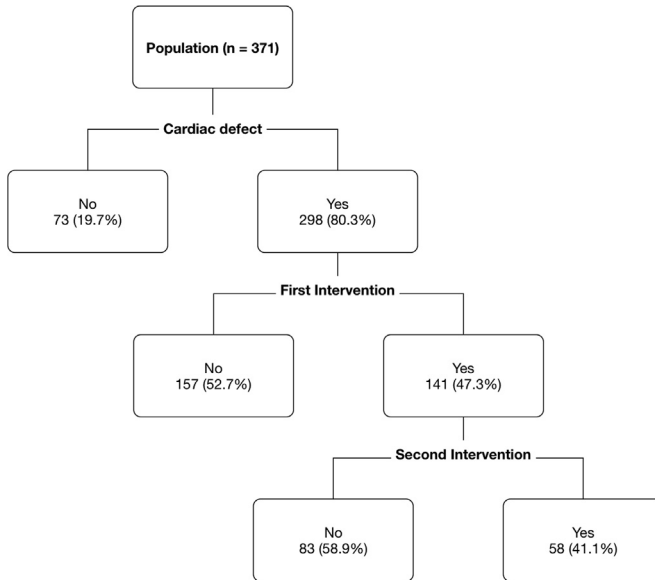 Population (n = 371)
Cardiac defect
No
73 (19.7%)
Yes
298 (80.3%)
First Intervention
No
157 (52.7%)
Yes
141 (47.3%)
Second Intervention
No
83 (58.9%)
Yes
58 (41.1%)